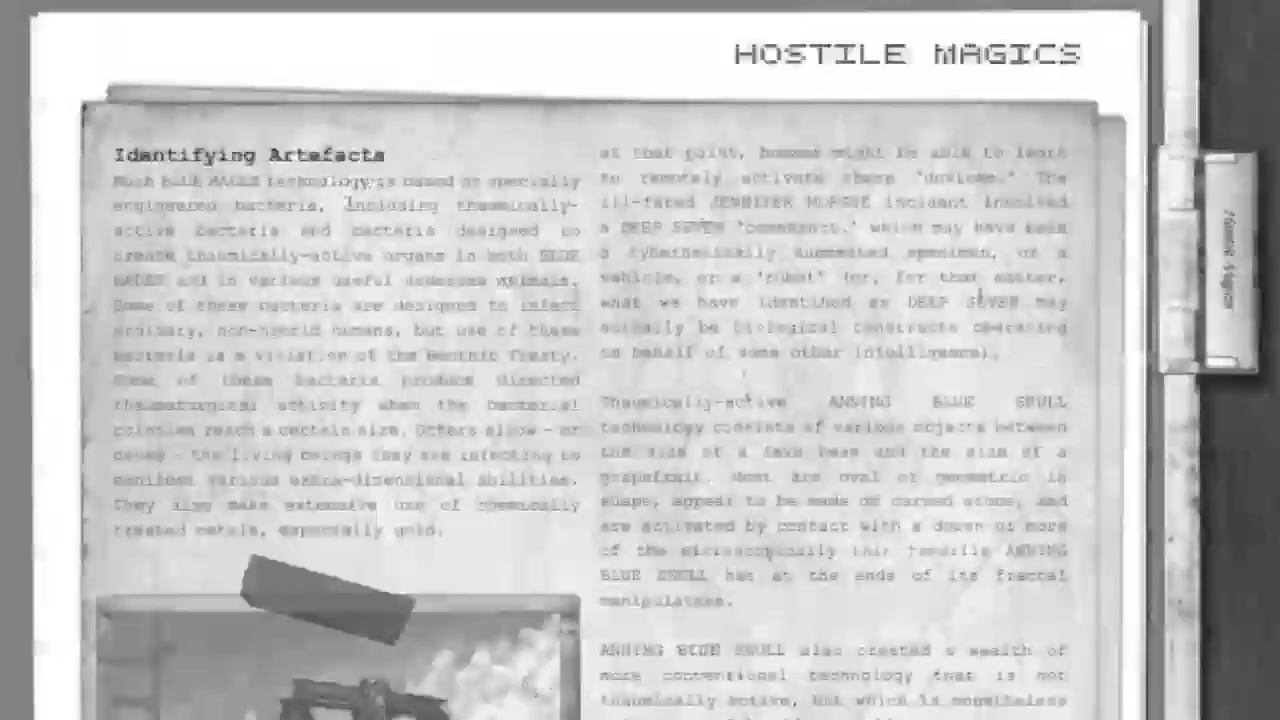 HOSTILE MAGICS
Identifying Artefacts
Much BLUE HADES technology is based on specially
engineered bacteria, including thaumically-
active bacteria and bacteria designed to
create thaumically-active organs in both BLUE
HADES and in various useful undersea animals.
Some of these bacteria are designed to infect
ordinary, non-hybrid humans, but use of these
bacteria is a violation of the Benthic Treaty.
Some of these bacteria produce directed
thaumaturgical activity when the bacterial
colonies reach a certain size. Others allow – or
cause – the living beings they are infecting to
manifest various extra-dimensional abilities.
They also make extensive use of chemically
treated metals, especially gold.
at that point, humans might be able to learn
to remotely activate these 'devices.' The
ill-fated JENNIFER MORGUE incident involved
a DEEP SEVEN 'conveyance,' which may have been
a cybernetically augmented specimen, or a
vehicle, or a 'robot' (or, for that matter,
what we have identified as DEEP SEVEN may
actually be biological constructs operating
on behalf of some other intelligence).
Thaumically-active ANNING BLUE SKULL
technology consists of various objects between
the size of a fava bean and the size of a
grapefruit. Most are oval or geometric in
shape, appear to be made of carved stone, and
are activated by contact with a dozen or more
of the microscopically thin tendrils ANNING
BLUE SKULL has at the ends of its fractal
manipulators.
ANNING BLUE SKULL also created a wealth of
more conventional technology that is not
thaumically active, but which is nonetheless
Hostile Magics